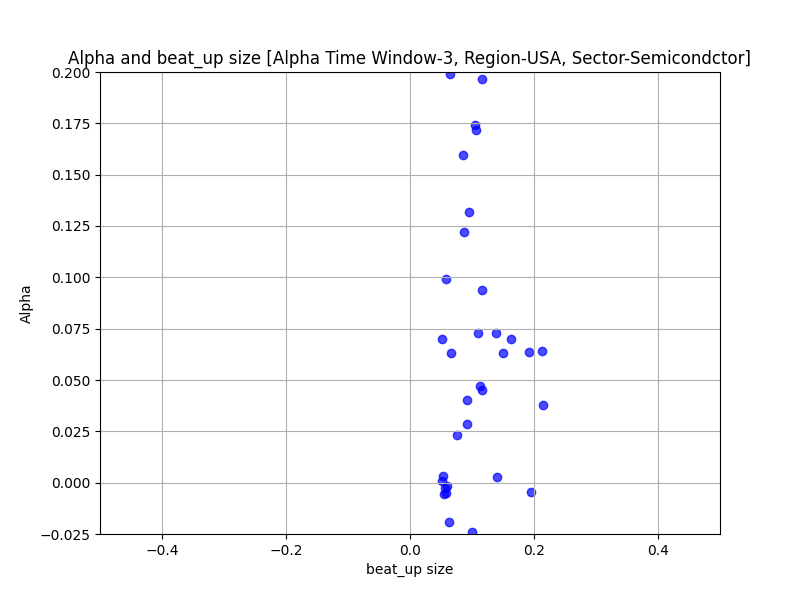 Alpha and beat_up size [Alpha Time Window-3, Region-USA, Sector-Semicondctor]
0.200
0.175
0.150
0.125
0.100
0.075
0.050
0.025
0.000
−0.025
Alpha
−0.4 −0.2 0.0 0.2 0.4
beat_up size